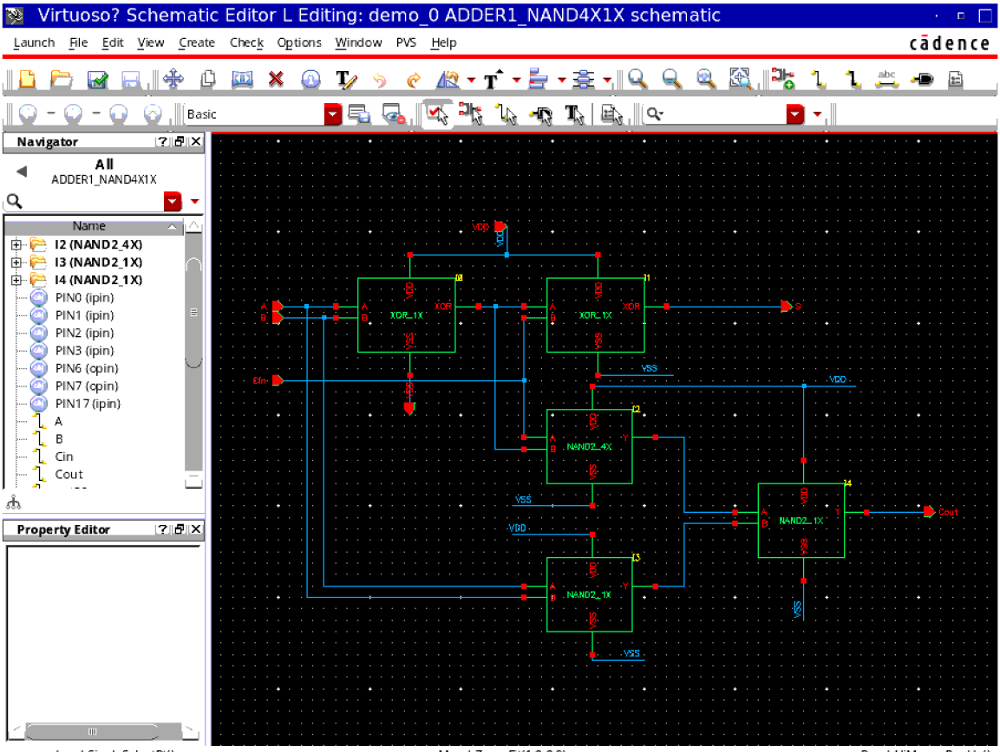 Virtuoso? Schematic Editor L Editing: demo_0 ADDER1_NAND4X1X schematic
Launch File Edit View Create Check Options Window PVS Help
cādence
abc
Basic
Navigator
All
ADDER1_NAND4X1X
Name
I2 (NAND2_4X)
I3 (NAND2_1X)
I4 (NAND2_1X)
PIN0 (ipin)
PIN1 (ipin)
PIN2 (ipin)
PIN3 (ipin)
PIN6 (opin)
PIN7 (opin)
PIN17 (ipin)
A
B
Cin
Cout
Property Editor
VDD
VDD
I0
I1
VDD
VDD
A
A
XOR
A
XOR
S
B
B
XOR_1X
B
XOR_1X
VSS
VSS
VSS
Cin
VSS
VDD
I2
A
VDD
Y
B
NAND2_4X
VSS
VSS
I4
VDD
VDD
A
Y
Cout
B
NAND2_1X
VSS
I3
VDD
A
Y
B
NAND2_1X
VSS
VSS
VSS